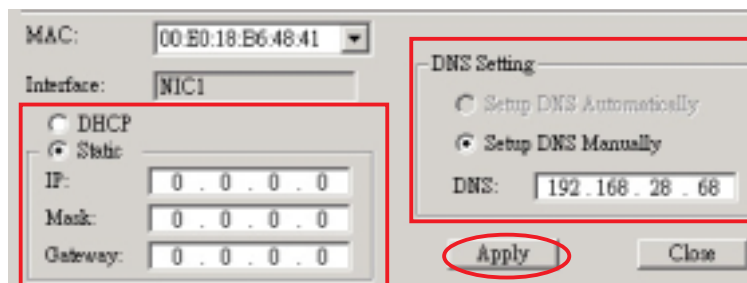 MAC: 00:E0:18:B6:48:41
Interface: NIC1
DHCP
Static
IP: 0 . 0 . 0 . 0
Mask: 0 . 0 . 0 . 0
Gateway: 0 . 0 . 0 . 0
DNS Setting
Setup DNS Automatically
Setup DNS Manually
DNS: 192 . 168 . 28 . 68
Apply
Close